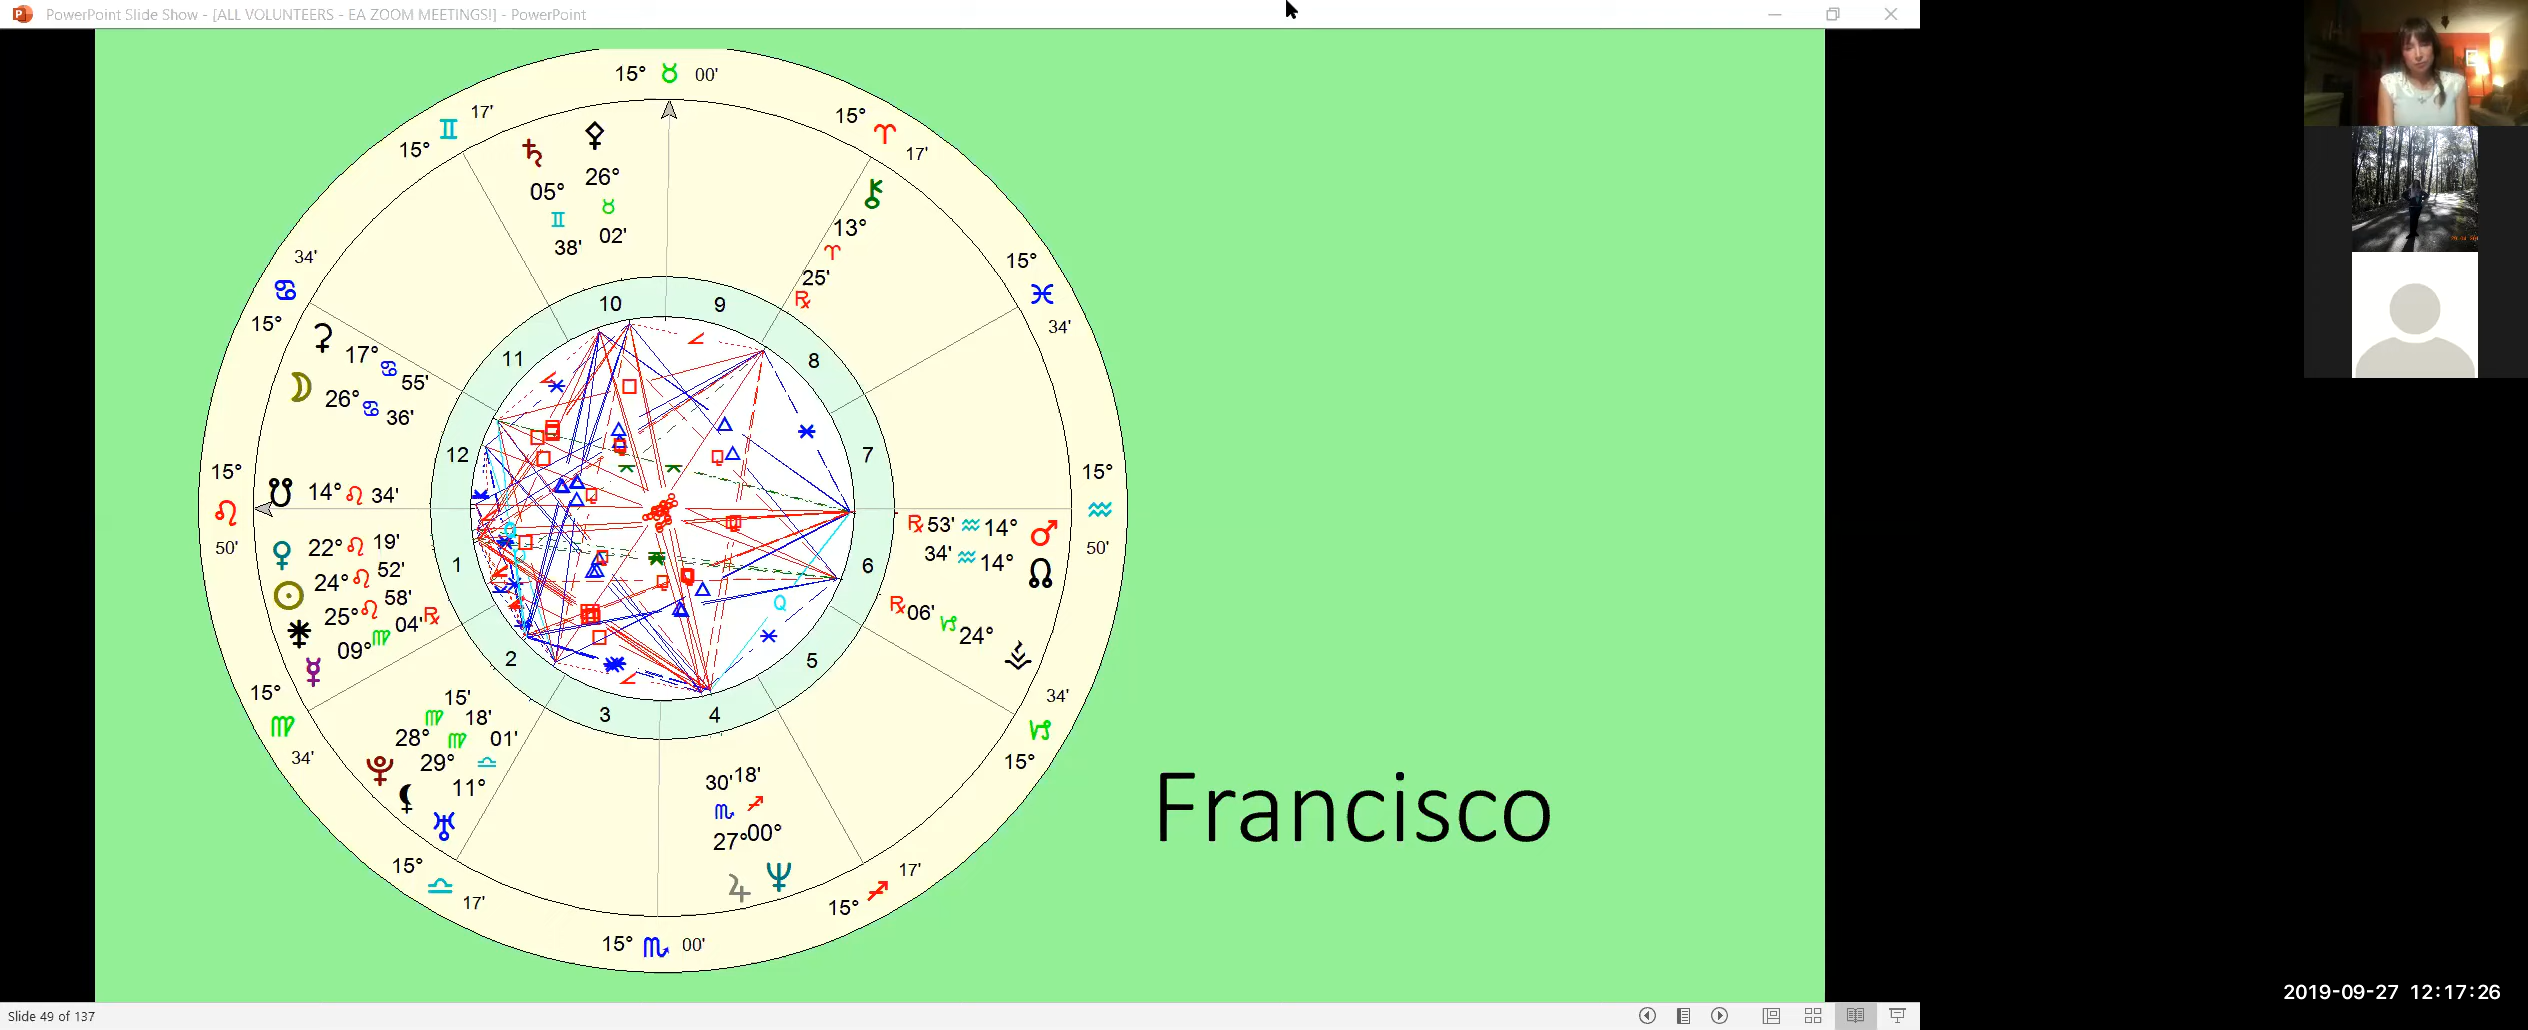 PowerPoint Slide Show - [ALL VOLUNTEERS - EA ZOOM MEETINGS!] - PowerPoint
15° ♉ 00'
17'
♊
15°
15°
♈
17'
♄ ⚴
05° 26°
♊ ♉
38' 02'
⚷
13°
♈
25'
℞
34'
♋
15°
15°
♓
34'
⚳ 17° ♋ 55'
☽ 26° ♋ 36'
10 9
11 8
12 7
1 6
2 5
3 4
15°
♌
50'
☋ 14° ♌ 34'
15°
♒
50'
℞ 53' ♒ 14° ♂
34' ♒ 14° ☊
♀ 22° ♌ 19'
☉ 24° ♌ 52'
⚵ 25° ♌ 58'
☿ 09° ♍ 04' ℞
℞ 06' ♑ 24° ⚶
15°
♍
34'
34'
♑
15°
♇ 28° ♍ 15'
⚸ 29° ♍ 18'
♅ 11° ♎ 01'
30' 18'
♏ ♐
27° 00°
♃ ♆
15°
♎
17'
17'
♐
15°
15° ♏ 00'
Q
Q
Francisco
2019-09-27 12:17:26
Slide 49 of 137